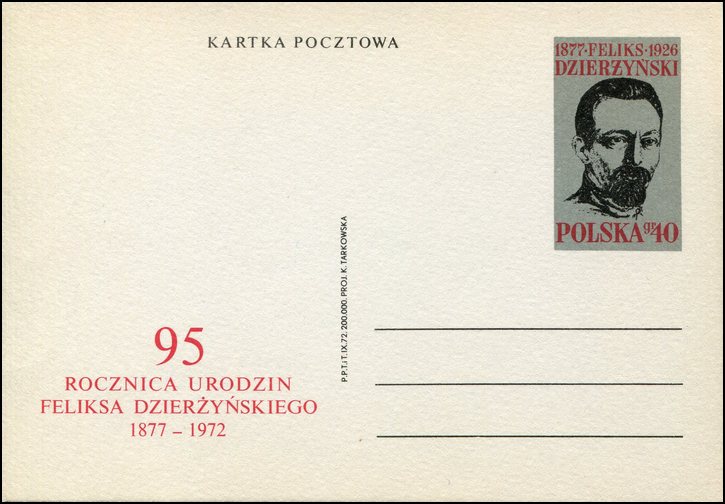 KARTKA POCZTOWA
1877·FELIKS·1926
DZIERŻYŃSKI
POLSKA gr 40
P.P.T. i T. IX. 72. 200.000. PROJ. K. TARKOWSKA
95
ROCZNICA URODZIN
FELIKSA DZIERŻYŃSKIEGO
1877 – 1972